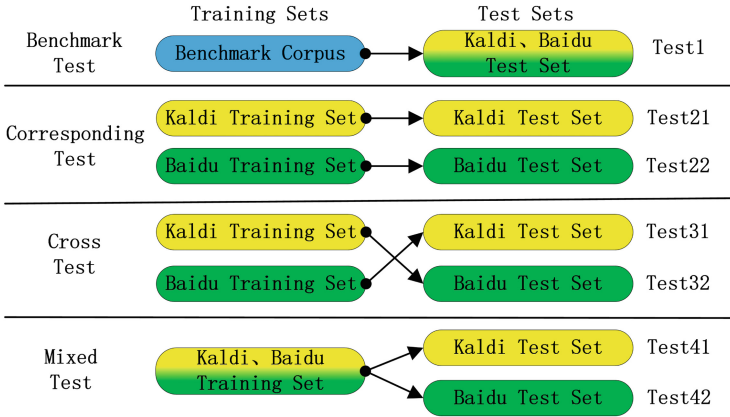 Training Sets Test Sets
Benchmark Test
Benchmark Corpus
Kaldi、Baidu
Test Set
Test1
Corresponding
Test
Kaldi Training Set
Kaldi Test Set
Test21
Baidu Training Set
Baidu Test Set
Test22
Cross
Test
Kaldi Training Set
Kaldi Test Set
Test31
Baidu Training Set
Baidu Test Set
Test32
Mixed
Test
Kaldi、Baidu
Training Set
Kaldi Test Set
Test41
Baidu Test Set
Test42